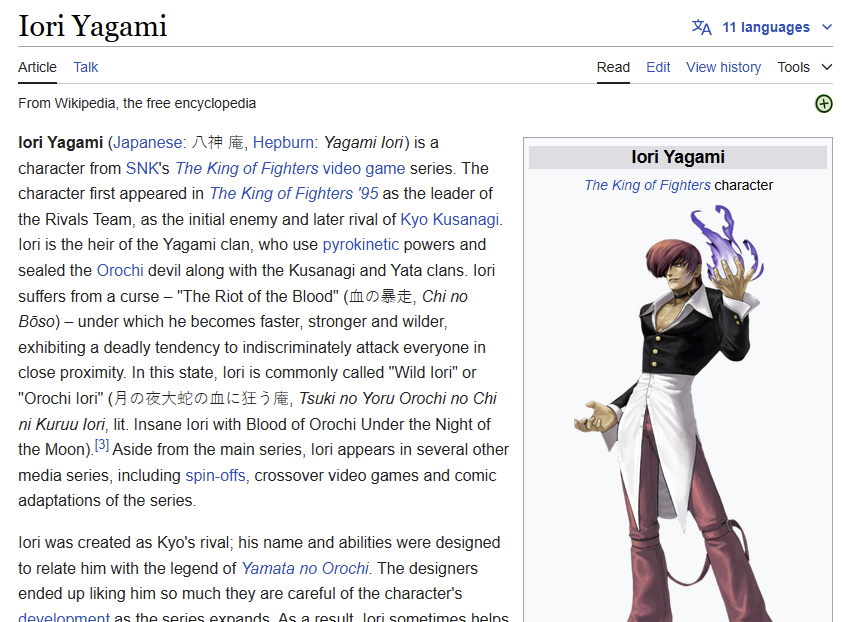 Iori Yagami
11 languages
Article Talk
Read Edit View history Tools
From Wikipedia, the free encyclopedia
Iori Yagami (Japanese: 八神 庵, Hepburn: Yagami Iori) is a
character from SNK's The King of Fighters video game series. The
character first appeared in The King of Fighters '95 as the leader of
the Rivals Team, as the initial enemy and later rival of Kyo Kusanagi.
Iori is the heir of the Yagami clan, who use pyrokinetic powers and
sealed the Orochi devil along with the Kusanagi and Yata clans. Iori
suffers from a curse – "The Riot of the Blood" (血の暴走, Chi no
Bōso) – under which he becomes faster, stronger and wilder,
exhibiting a deadly tendency to indiscriminately attack everyone in
close proximity. In this state, Iori is commonly called "Wild Iori" or
"Orochi Iori" (月の夜大蛇の血に狂う庵, Tsuki no Yoru Orochi no Chi
ni Kuruu Iori, lit. Insane Iori with Blood of Orochi Under the Night of
the Moon).[3] Aside from the main series, Iori appears in several other
media series, including spin-offs, crossover video games and comic
adaptations of the series.
Iori was created as Kyo's rival; his name and abilities were designed
to relate him with the legend of Yamata no Orochi. The designers
ended up liking him so much they are careful of the character's
development as the series expands. As a result, Iori sometimes helps
Iori Yagami
The King of Fighters character